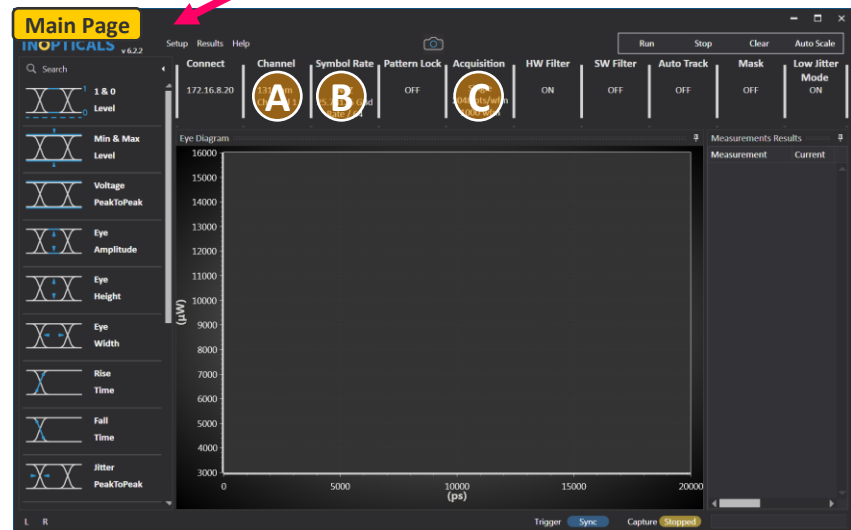 Main Page
INOPTICALS v 6.2.2
Setup Results Help
Run Stop Clear Auto Scale
Search
Connect
172.16.8.20
Channel
A
Symbol Rate
B
Pattern Lock
OFF
Acquisition
C
HW Filter
ON
SW Filter
OFF
Auto Track
OFF
Mask
OFF
Low Jitter
Mode
ON
1 & 0
Level
1
0
Min & Max
Level
Voltage
PeakToPeak
Eye
Amplitude
Eye
Height
Eye
Width
Rise
Time
Fall
Time
Jitter
PeakToPeak
Eye Diagram
16000
15000
14000
13000
12000
11000
10000
9000
8000
7000
6000
5000
4000
3000
(µW)
0 5000 10000 15000 20000
(ps)
Measurements Results
Measurement Current
L R
Trigger Sync Capture Stopped